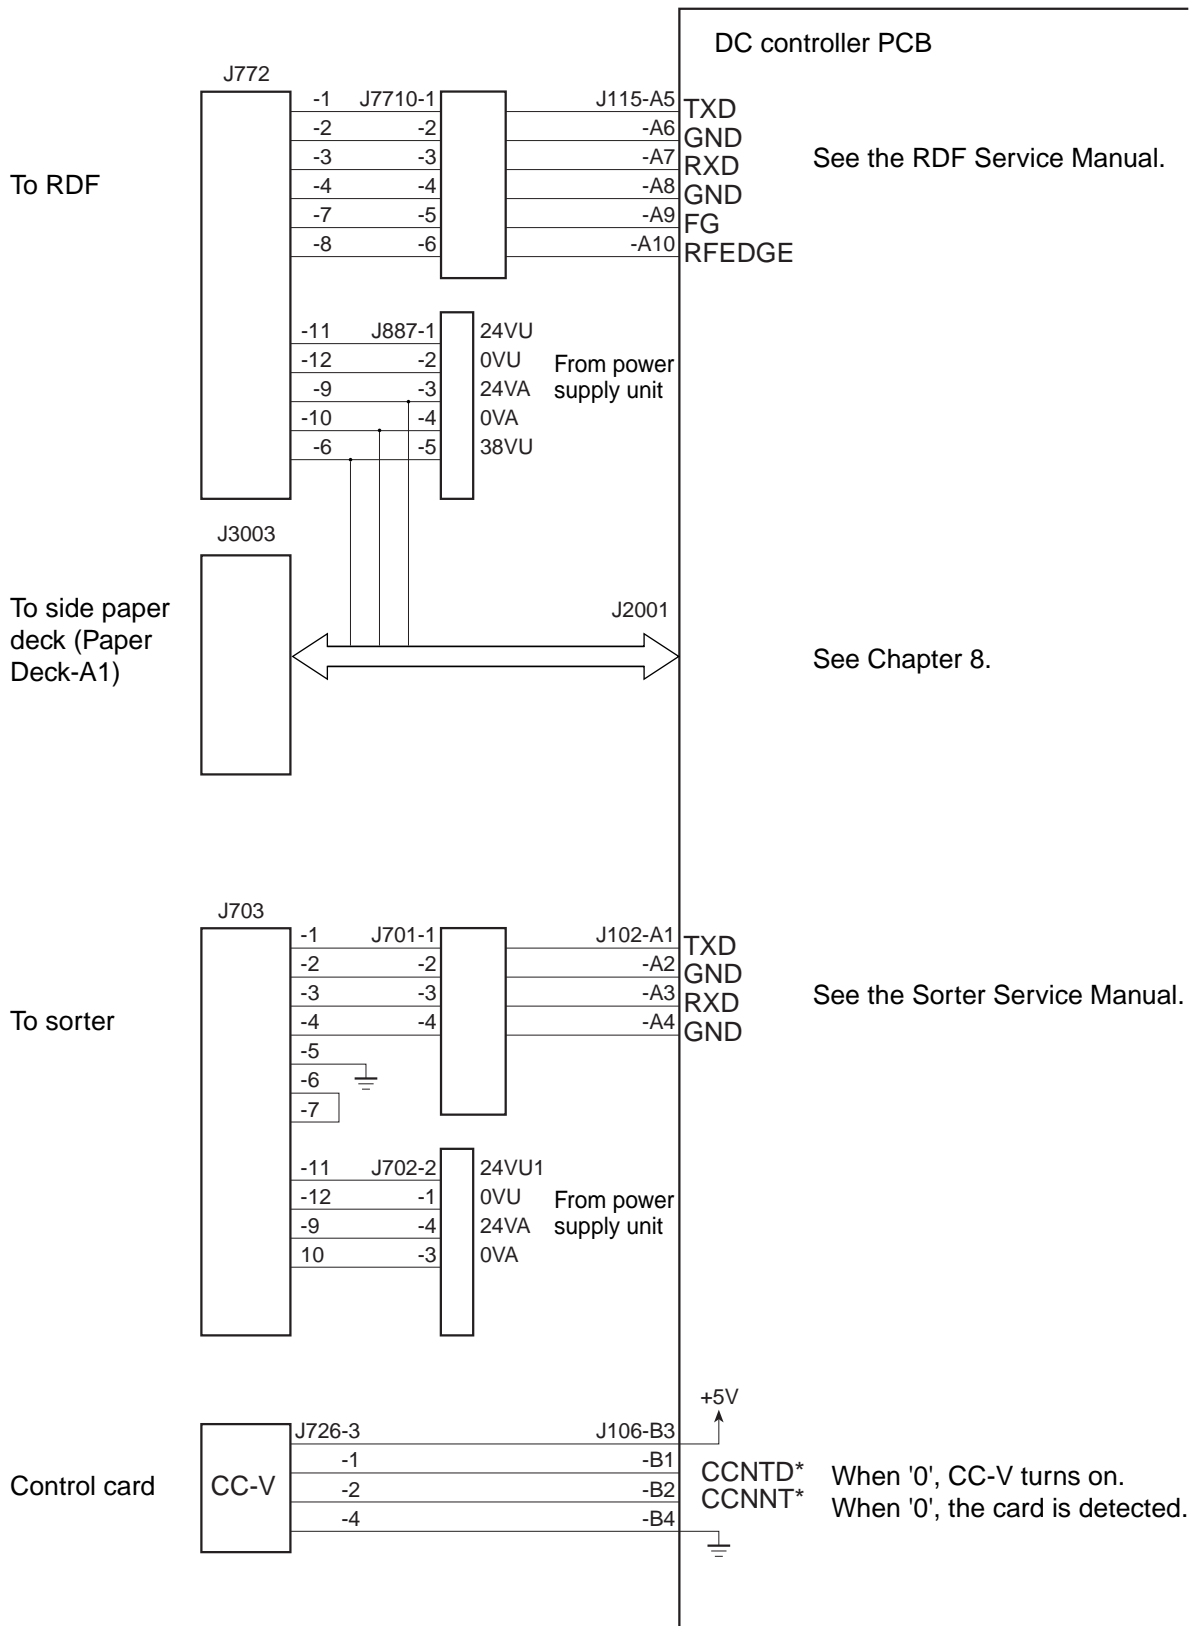 DC controller PCB
J772
-1 J7710-1 J115-A5 TXD
-2 -2 -A6 GND
-3 -3 -A7 RXD
-4 -4 -A8 GND
-7 -5 -A9 FG
-8 -6 -A10 RFEDGE
To RDF
See the RDF Service Manual.
-11 J887-1 24VU
-12 -2 0VU
-9 -3 24VA
-10 -4 0VA
-6 -5 38VU
From power
supply unit
J3003
To side paper
deck (Paper
Deck-A1)
J2001
See Chapter 8.
J703
-1 J701-1 J102-A1 TXD
-2 -2 -A2 GND
-3 -3 -A3 RXD
-4 -4 -A4 GND
-5
-6
-7
To sorter
See the Sorter Service Manual.
-11 J702-2 24VU1
-12 -1 0VU
-9 -4 24VA
10 -3 0VA
From power
supply unit
+5V
J726-3 J106-B3
-1 -B1 CCNTD* When '0', CC-V turns on.
-2 -B2 CCNNT* When '0', the card is detected.
-4 -B4
Control card
CC-V